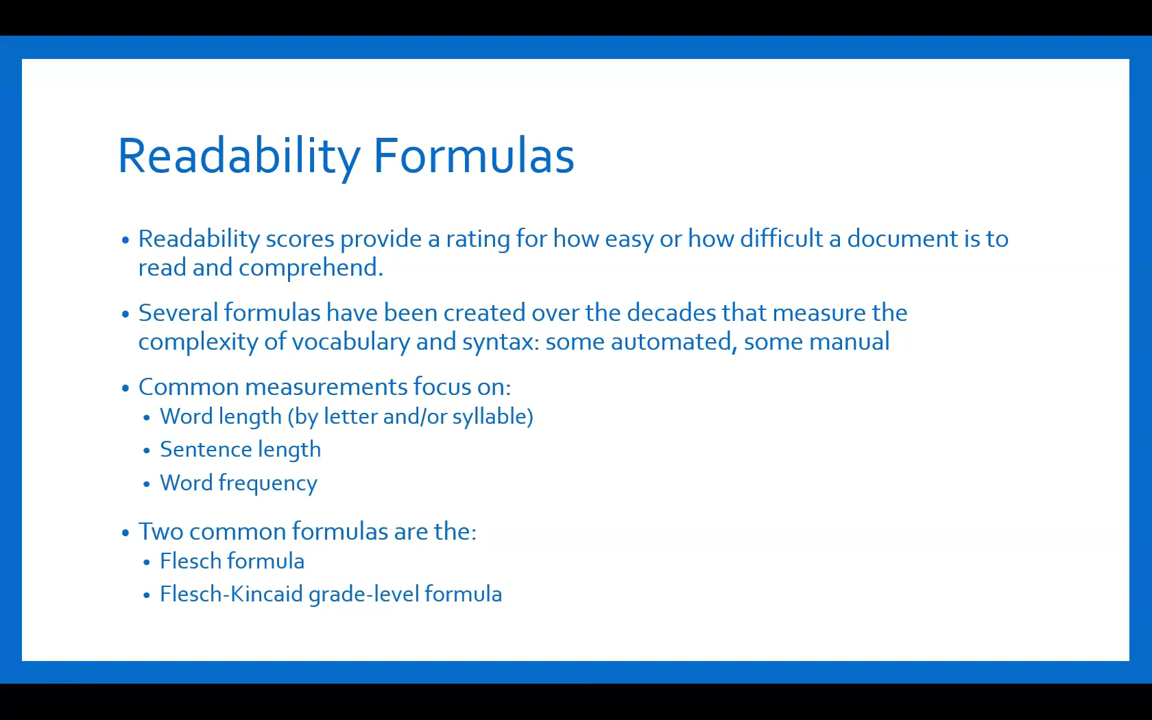 Readability Formulas
• Readability scores provide a rating for how easy or how difficult a document is to
read and comprehend.
• Several formulas have been created over the decades that measure the
complexity of vocabulary and syntax: some automated, some manual
• Common measurements focus on:
• Word length (by letter and/or syllable)
• Sentence length
• Word frequency
• Two common formulas are the:
• Flesch formula
• Flesch-Kincaid grade-level formula